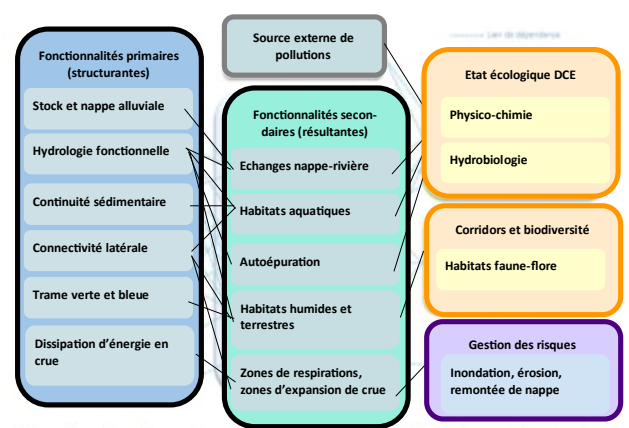 Lien de dépendance
Source externe de
pollutions
Fonctionnalités primaires
(structurantes)
Stock et nappe alluviale
Hydrologie fonctionnelle
Continuité sédimentaire
Connectivité latérale
Trame verte et bleue
Dissipation d’énergie en
crue
Fonctionnalités secon-
daires (résultantes)
Echanges nappe-rivière
Habitats aquatiques
Autoépuration
Habitats humides et
terrestres
Zones de respirations,
zones d’expansion de crue
Etat écologique DCE
Physico-chimie
Hydrobiologie
Corridors et biodiversité
Habitats faune-flore
Gestion des risques
Inondation, érosion,
remontée de nappe